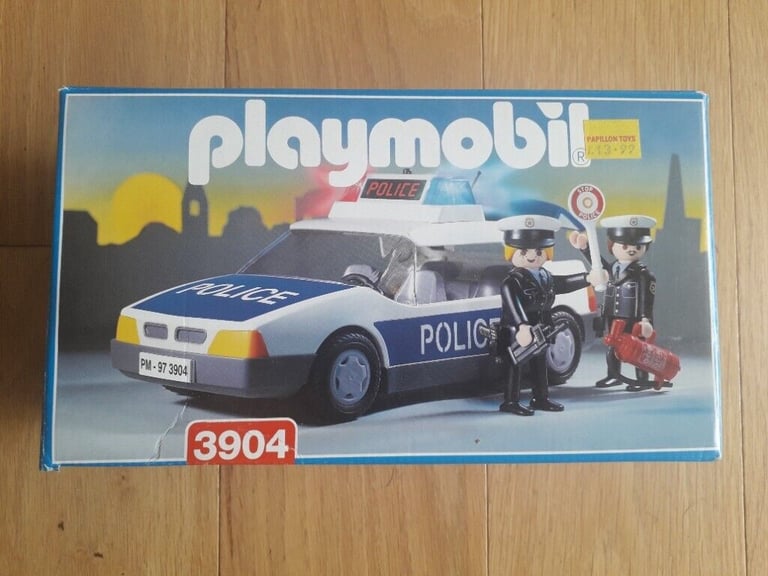 playmobil
®
PAPILLON TOYS
£13-99
POLICE
STOP
POLICE
POLICE
POLICE
PM - 97 3904
3904